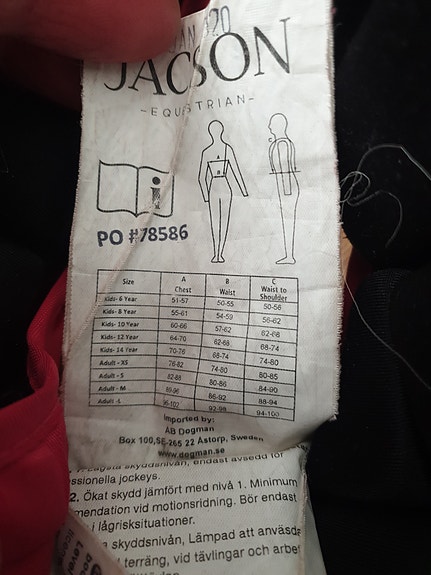 JACSON
-EQUESTRIAN-
i
A
B
PO #78586
Size A Chest B Waist C Waist to Shoulder
Kids- 6 Year 51-57 50-55 50-56
Kids- 8 Year 55-61 54-59 56-62
Kids- 10 Year 60-66 57-62 62-68
Kids- 12 Year 64-70 62-68 68-74
Kids- 14 Year 70-76 68-74 74-80
Adult - XS 76-82 74-80 80-85
Adult - S 82-88 80-86 84-90
Adult - M 89-96 86-92 88-94
Adult -L 96-102 92-98 94-100
Imported by:
AB Dogman
Box 100,SE-265 22 Åstorp, Sweden
www.dogman.se
Lägsta skyddsnivån, endast avsedd för
ssionella jockeys.
2. Ökat skydd jämfört med nivå 1. Minimum
mendation vid motionsridning. Bör endast
i lågrisksituationer.
skyddsnivån, Lämpad att använda
terräng, vid tävlingar och arbe